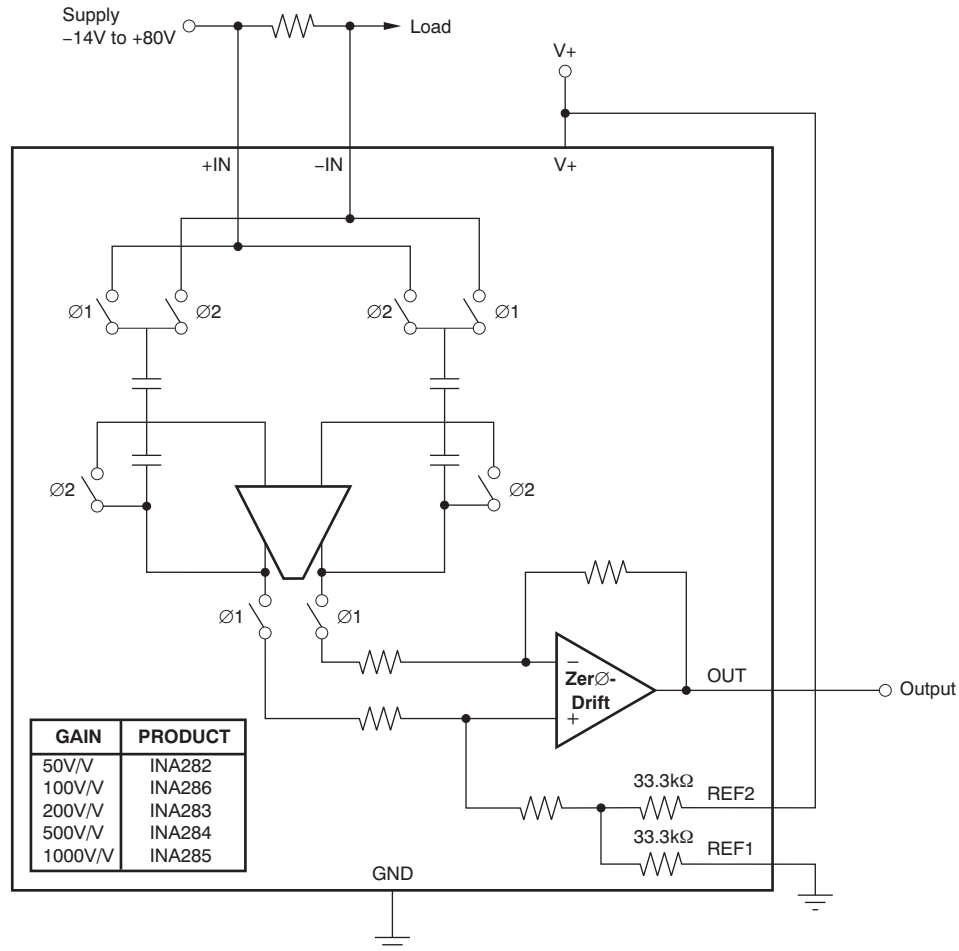 Supply
−14V to +80V
Load
V+
+IN
−IN
V+
Ø1
Ø2
Ø2
Ø1
Ø2
Ø2
Ø1
Ø1
−
ZerØ-
Drift
+
OUT
Output
33.3kΩ
REF2
33.3kΩ
REF1
GAIN PRODUCT
50V/V INA282
100V/V INA286
200V/V INA283
500V/V INA284
1000V/V INA285
GND